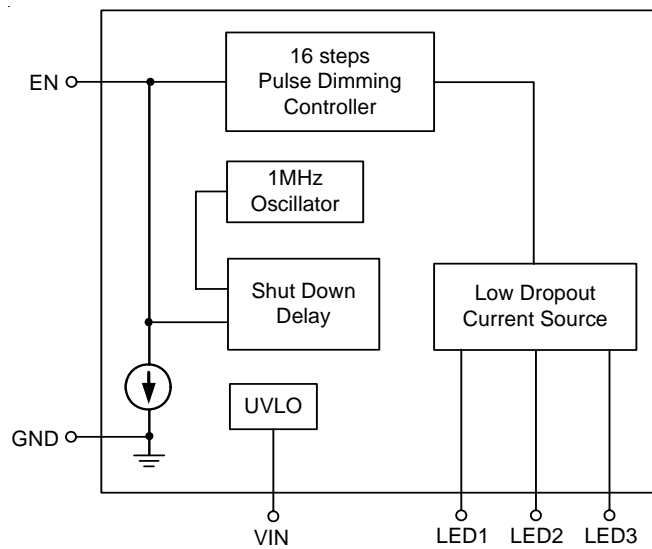 16 steps
Pulse Dimming
Controller
EN
1MHz
Oscillator
Shut Down
Delay
Low Dropout
Current Source
UVLO
GND
VIN
LED1
LED2
LED3